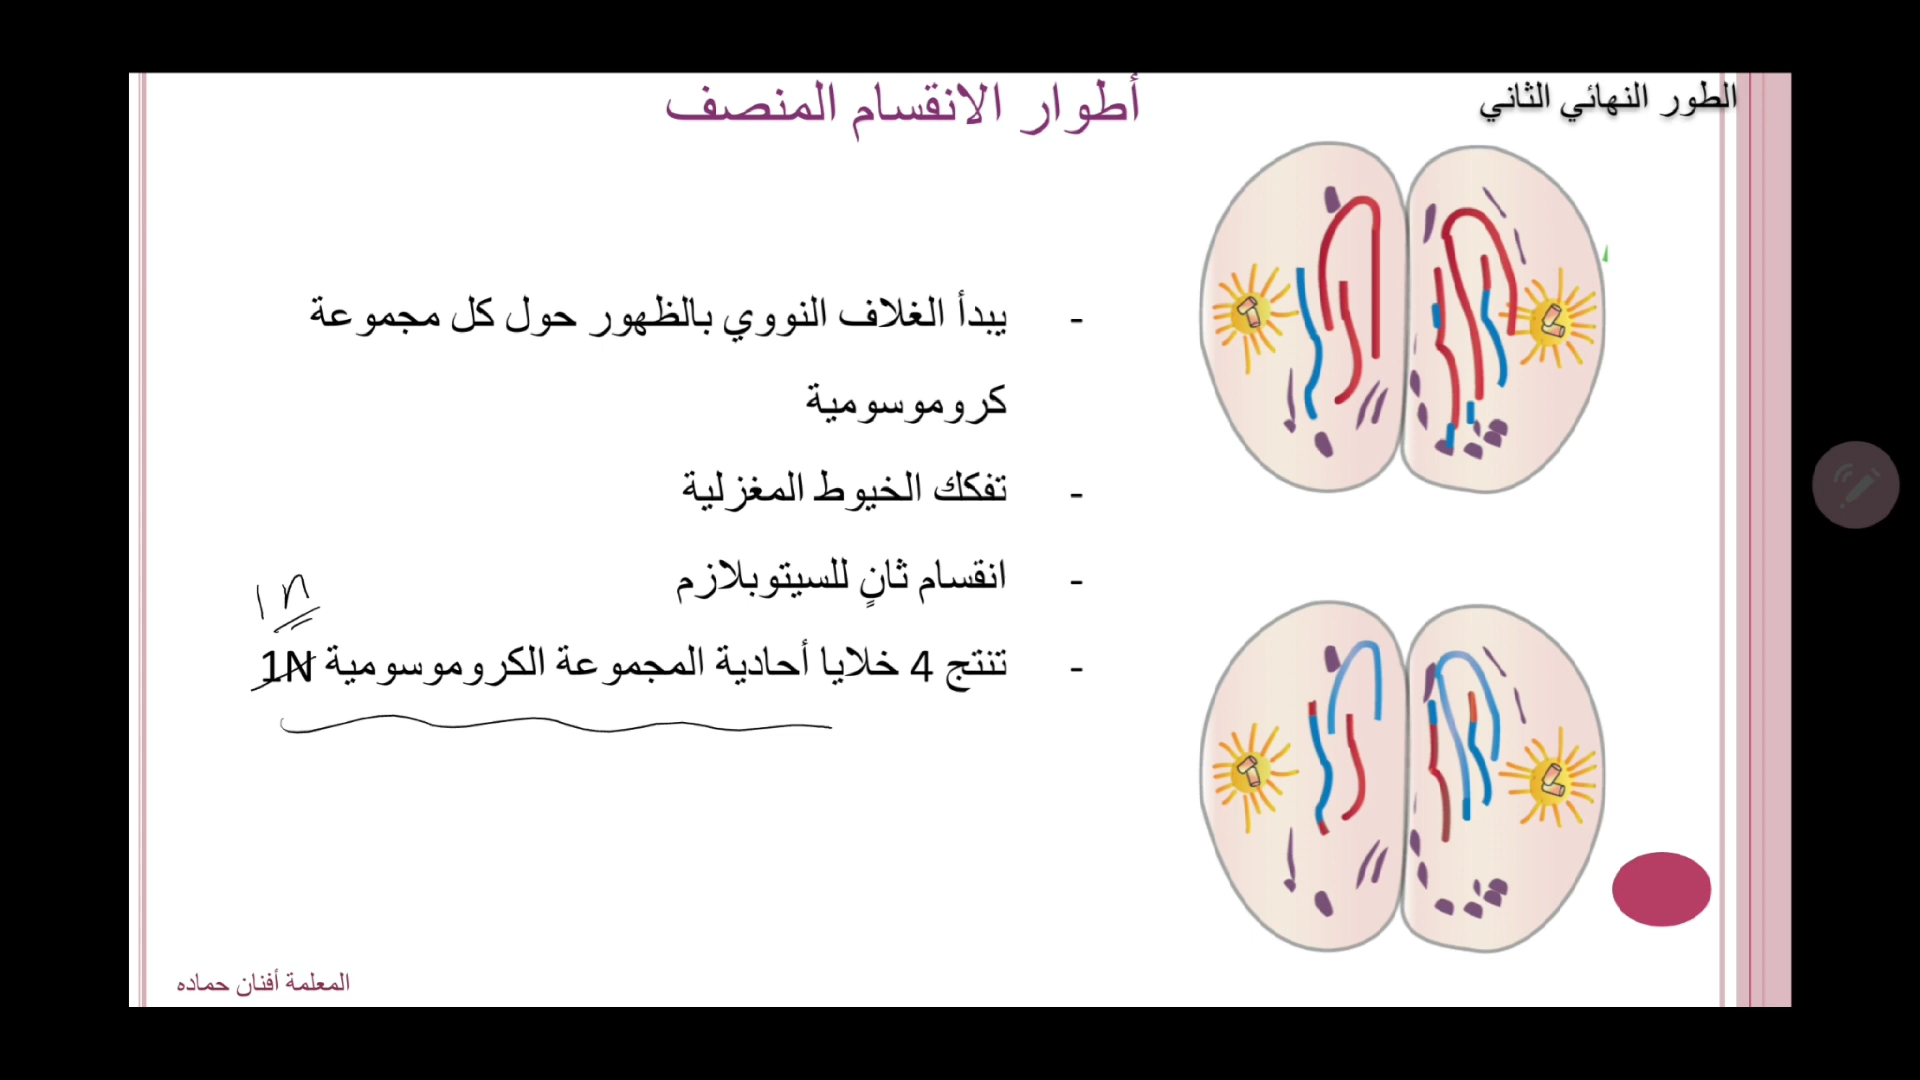 الطور النهائي الثاني
أطوار الانقسام المنصف
- يبدأ الغلاف النووي بالظهور حول كل مجموعة
كروموسومية
- تفكك الخيوط المغزلية
- انقسام ثانٍ للسيتوبلازم
1n
- تنتج 4 خلايا أحادية المجموعة الكروموسومية 1N
المعلمة أفنان حماده